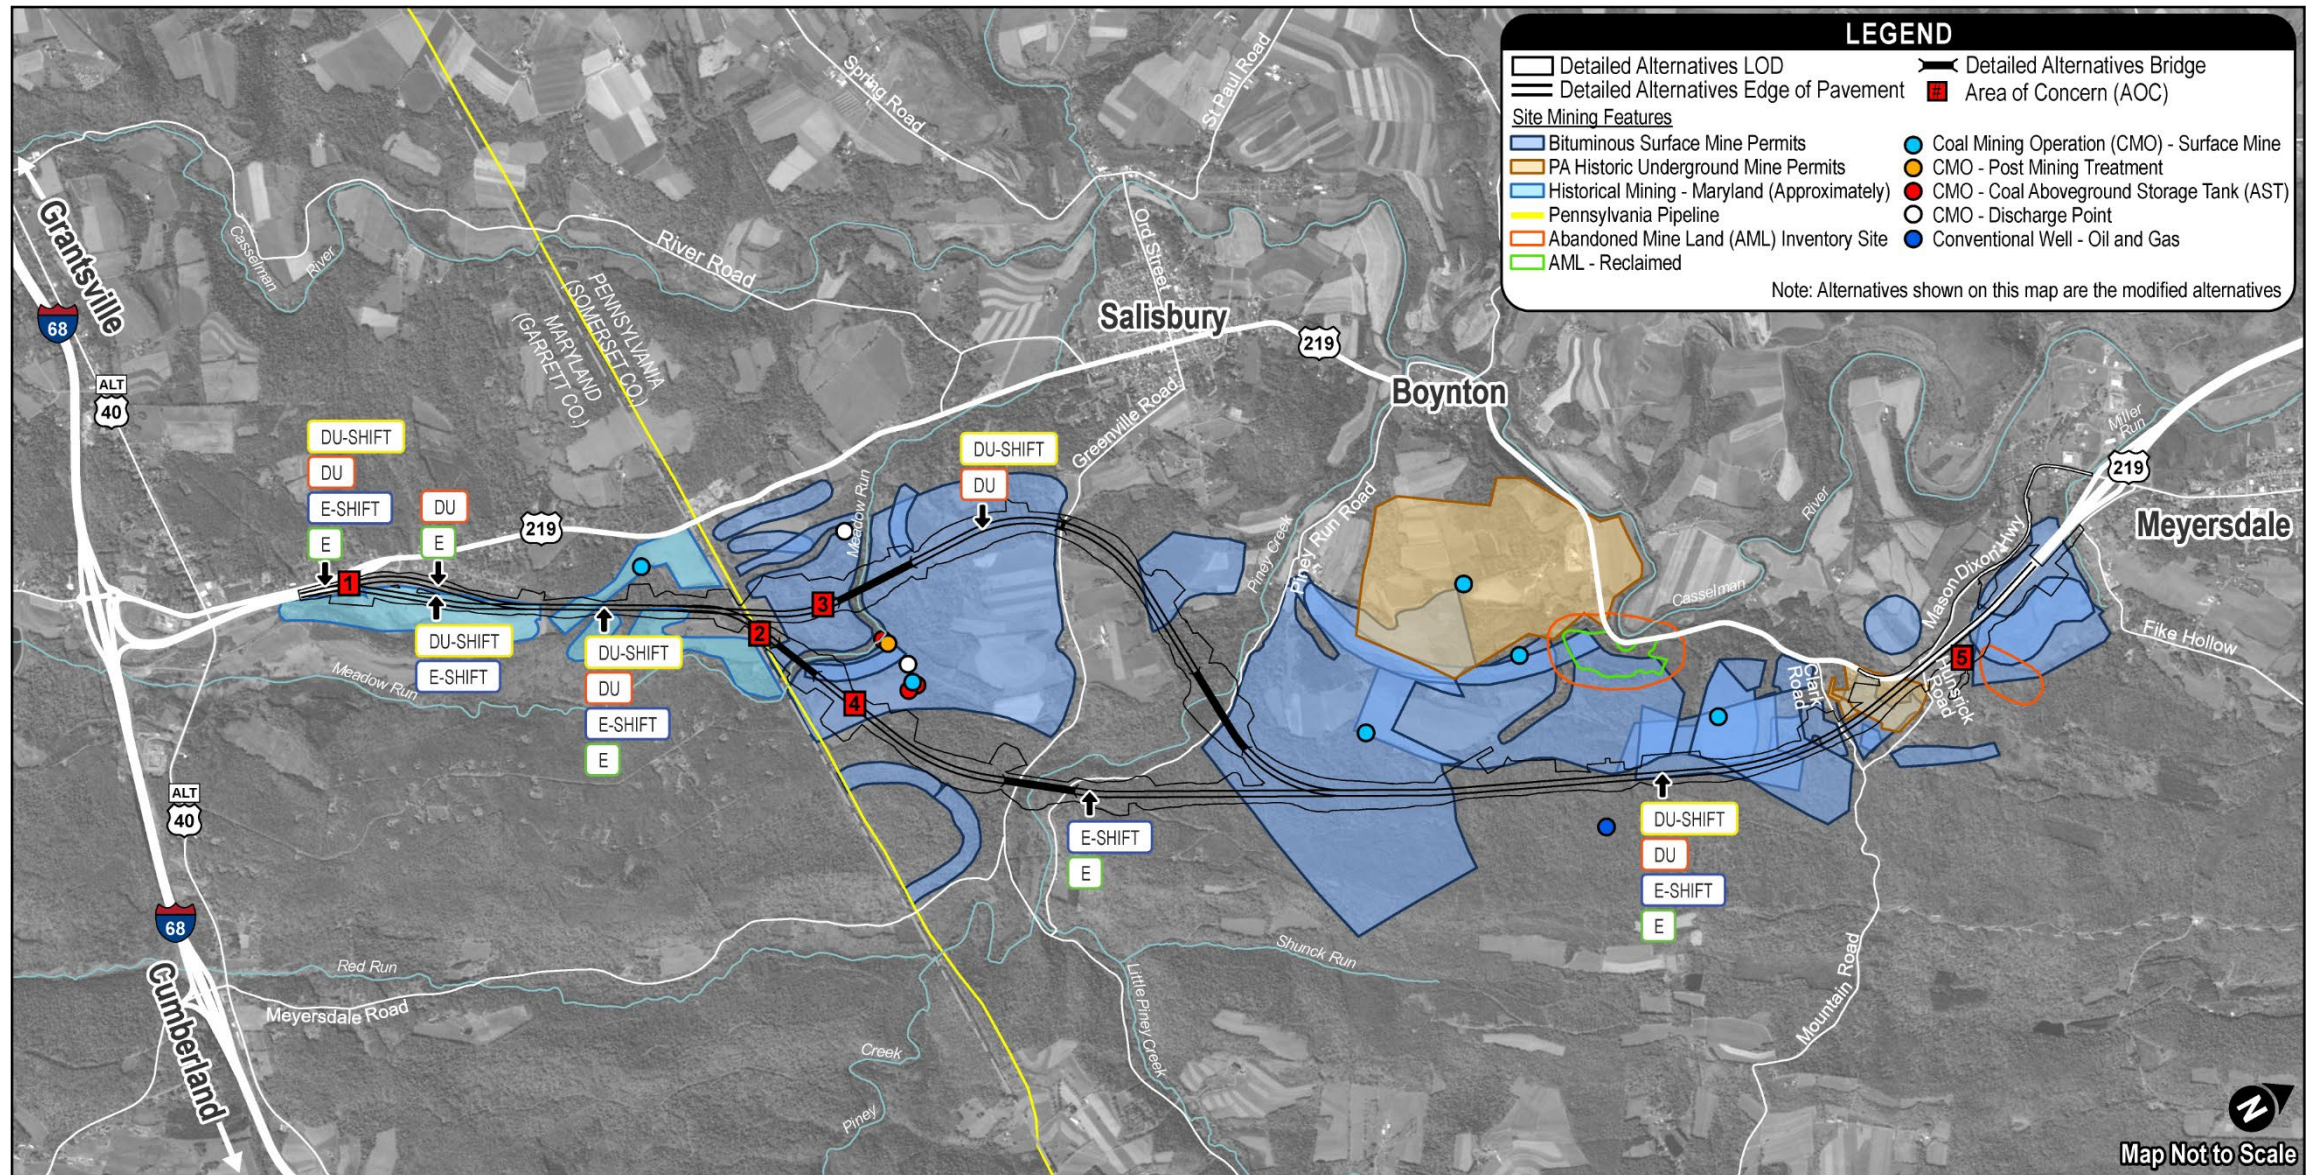 LEGEND
Detailed Alternatives LOD
Detailed Alternatives Edge of Pavement
Detailed Alternatives Bridge
# Area of Concern (AOC)
Site Mining Features
Bituminous Surface Mine Permits
PA Historic Underground Mine Permits
Historical Mining - Maryland (Approximately)
Pennsylvania Pipeline
Abandoned Mine Land (AML) Inventory Site
AML - Reclaimed
Coal Mining Operation (CMO) - Surface Mine
CMO - Post Mining Treatment
CMO - Coal Aboveground Storage Tank (AST)
CMO - Discharge Point
Conventional Well - Oil and Gas
Note: Alternatives shown on this map are the modified alternatives
Spring Road
St Paul Road
Grantsville
Casselman
River
River Road
Ord Street
PENNSYLVANIA
(SOMERSET CO.)
MARYLAND
(GARRETT CO.)
68
Salisbury
219
Boynton
ALT
40
Greenville Road
Miller
Run
219
Meyersdale
DU-SHIFT
DU
E-SHIFT
E
DU
E
219
Meadow Run
DU-SHIFT
DU
Piney Creek
Piney Run Road
River
Casselman
Mason Dixon Hwy
Fike Hollow
1
2
3
4
5
DU-SHIFT
E-SHIFT
DU-SHIFT
DU
E-SHIFT
E
Meadow Run
Clark
Road
Hunsrick
Road
ALT
40
E-SHIFT
E
DU-SHIFT
DU
E-SHIFT
E
68
Cumberland
Red Run
Meyersdale Road
Shunck Run
Little Piney Creek
Creek
Piney
Mountain Road
N
Map Not to Scale